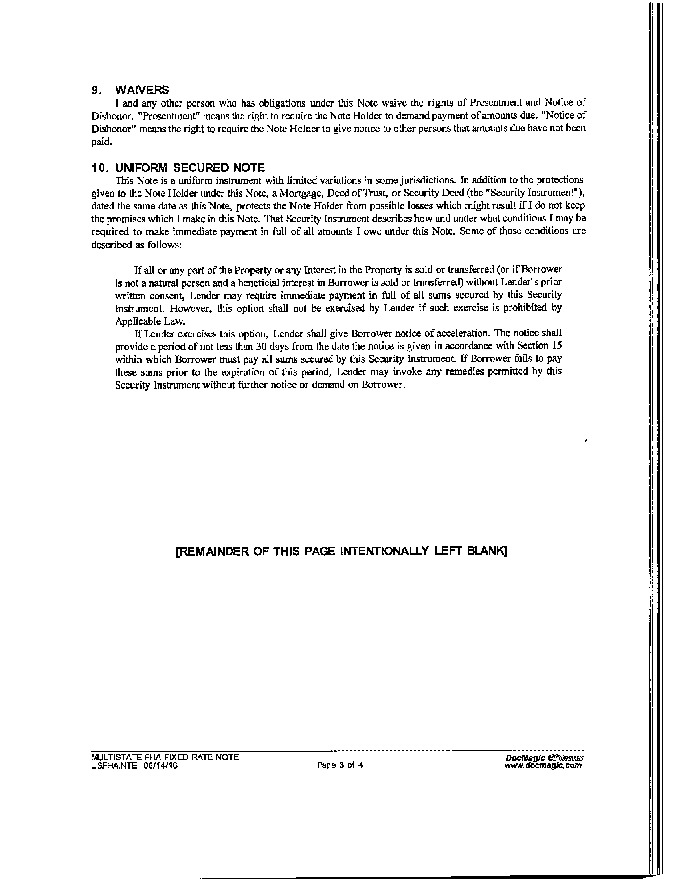 9. WAIVERS
I and any other person who has obligations under this Note waive the rights of Presentment and Notice of
Dishonor. "Presentment" means the right to require the Note Holder to demand payment of amounts due. "Notice of
Dishonor" means the right to require the Note Holder to give notice to other persons that amounts due have not been
paid.
10. UNIFORM SECURED NOTE
This Note is a uniform instrument with limited variations in some jurisdictions. In addition to the protections
given to the Note Holder under this Note, a Mortgage, Deed of Trust, or Security Deed (the "Security Instrument"),
dated the same date as this Note, protects the Note Holder from possible losses which might result if I do not keep
the promises which I make in this Note. That Security Instrument describes how and under what conditions I may be
required to make immediate payment in full of all amounts I owe under this Note. Some of those conditions are
described as follows:
If all or any part of the Property or any Interest in the Property is sold or transferred (or if Borrower
is not a natural person and a beneficial interest in Borrower is sold or transferred) without Lender's prior
written consent, Lender may require immediate payment in full of all sums secured by this Security
Instrument. However, this option shall not be exercised by Lender if such exercise is prohibited by
Applicable Law.
If Lender exercises this option, Lender shall give Borrower notice of acceleration. The notice shall
provide a period of not less than 30 days from the date the notice is given in accordance with Section 15
within which Borrower must pay all sums secured by this Security Instrument. If Borrower fails to pay
these sums prior to the expiration of this period, Lender may invoke any remedies permitted by this
Security Instrument without further notice or demand on Borrower.
[REMAINDER OF THIS PAGE INTENTIONALLY LEFT BLANK]
MULTISTATE FHA FIXED RATE NOTE
Page 3 of 4
DocMagic
www.docmagic.com